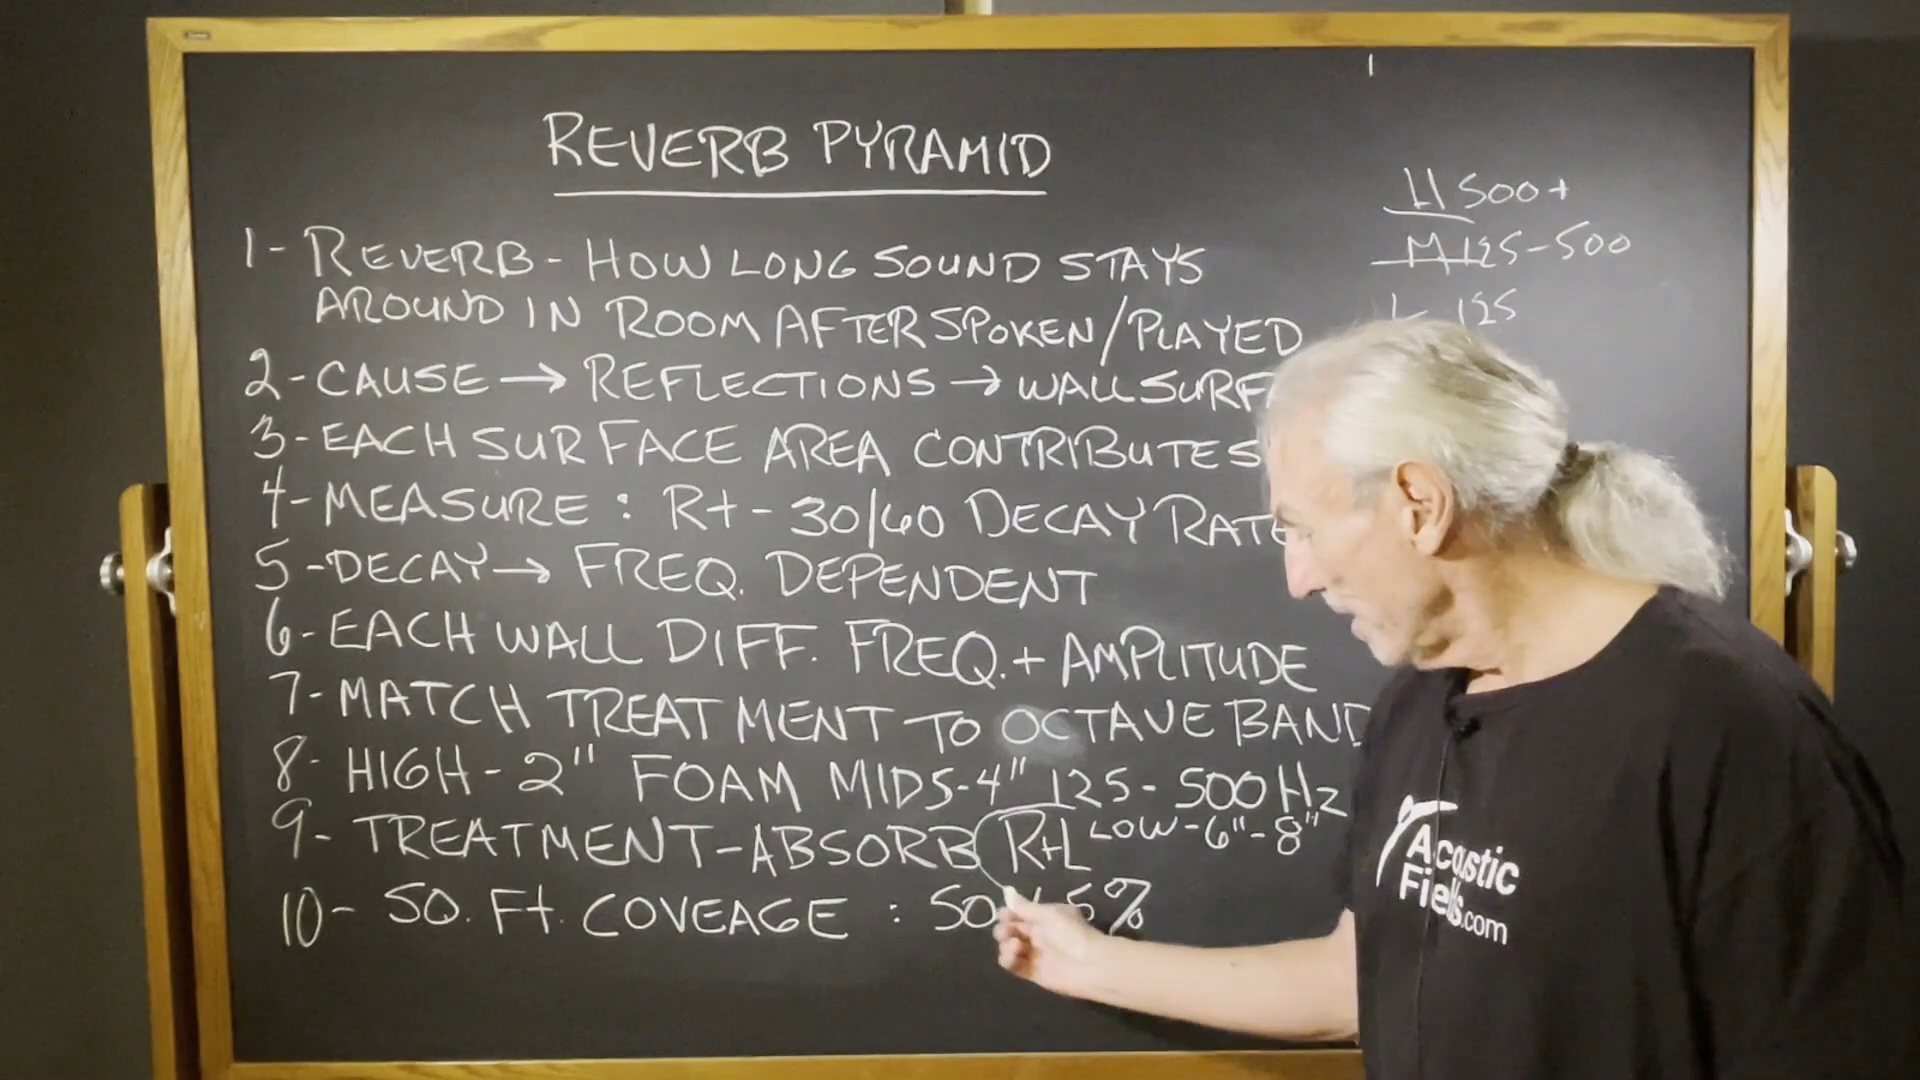 REVERB PYRAMID
H 500+
M 125-500
L 125
1- REVERB - HOW LONG SOUND STAYS
AROUND IN ROOM AFTER SPOKEN/PLAYED
2- CAUSE → REFLECTIONS → WALL SURF
3- EACH SURFACE AREA CONTRIBUTES
4- MEASURE : Rt - 30/60 DECAY RATE
5- DECAY → FREQ. DEPENDENT
6- EACH WALL DIFF. FREQ. + AMPLITUDE
7- MATCH TREATMENT TO OCTAVE BAND
8- HIGH - 2" FOAM MIDS - 4" 125 - 500 Hz
9- TREATMENT - ABSORB R+L LOW - 6" - 8"
10- SQ. Ft. COVEAGE : 50 5%
Acoustic
Fields.com